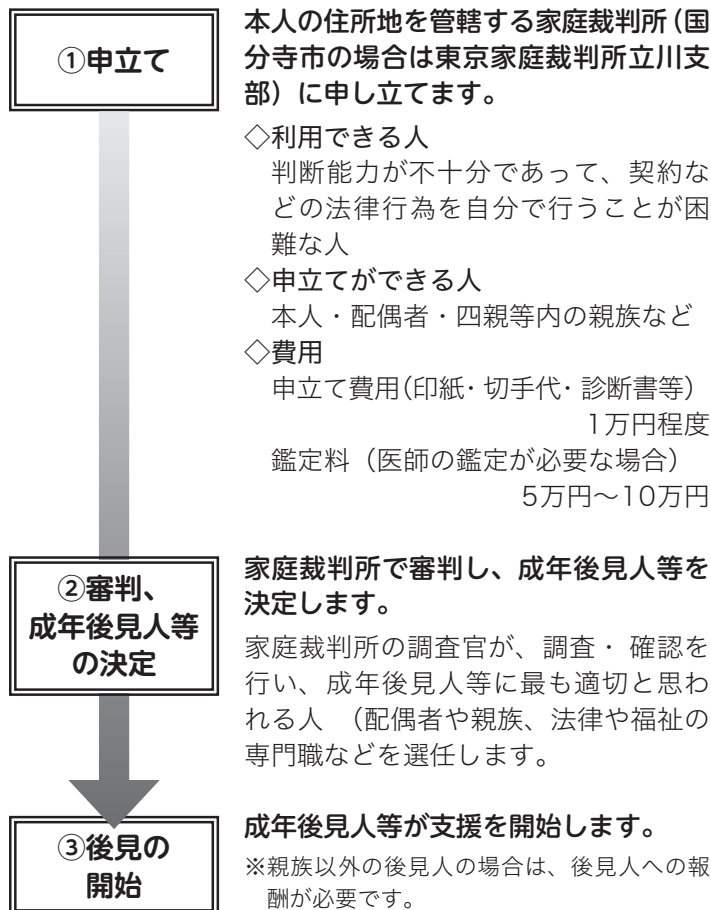 ①申立て
本人の住所地を管轄する家庭裁判所（国
分寺市の場合は東京家庭裁判所立川支
部）に申し立てます。
◇利用できる人
判断能力が不十分であって、契約な
どの法律行為を自分で行うことが困
難な人
◇申立てができる人
本人・配偶者・四親等内の親族など
◇費用
申立て費用（印紙・切手代・診断書等）
1万円程度
鑑定料（医師の鑑定が必要な場合）
5万円〜10万円
②審判、
成年後見人等
の決定
家庭裁判所で審判し、成年後見人等を
決定します。
家庭裁判所の調査官が、調査・ 確認を
行い、成年後見人等に最も適切と思わ
れる人 （配偶者や親族、法律や福祉の
専門職などを選任します。
③後見の
開始
成年後見人等が支援を開始します。
※親族以外の後見人の場合は、後見人への報
酬が必要です。